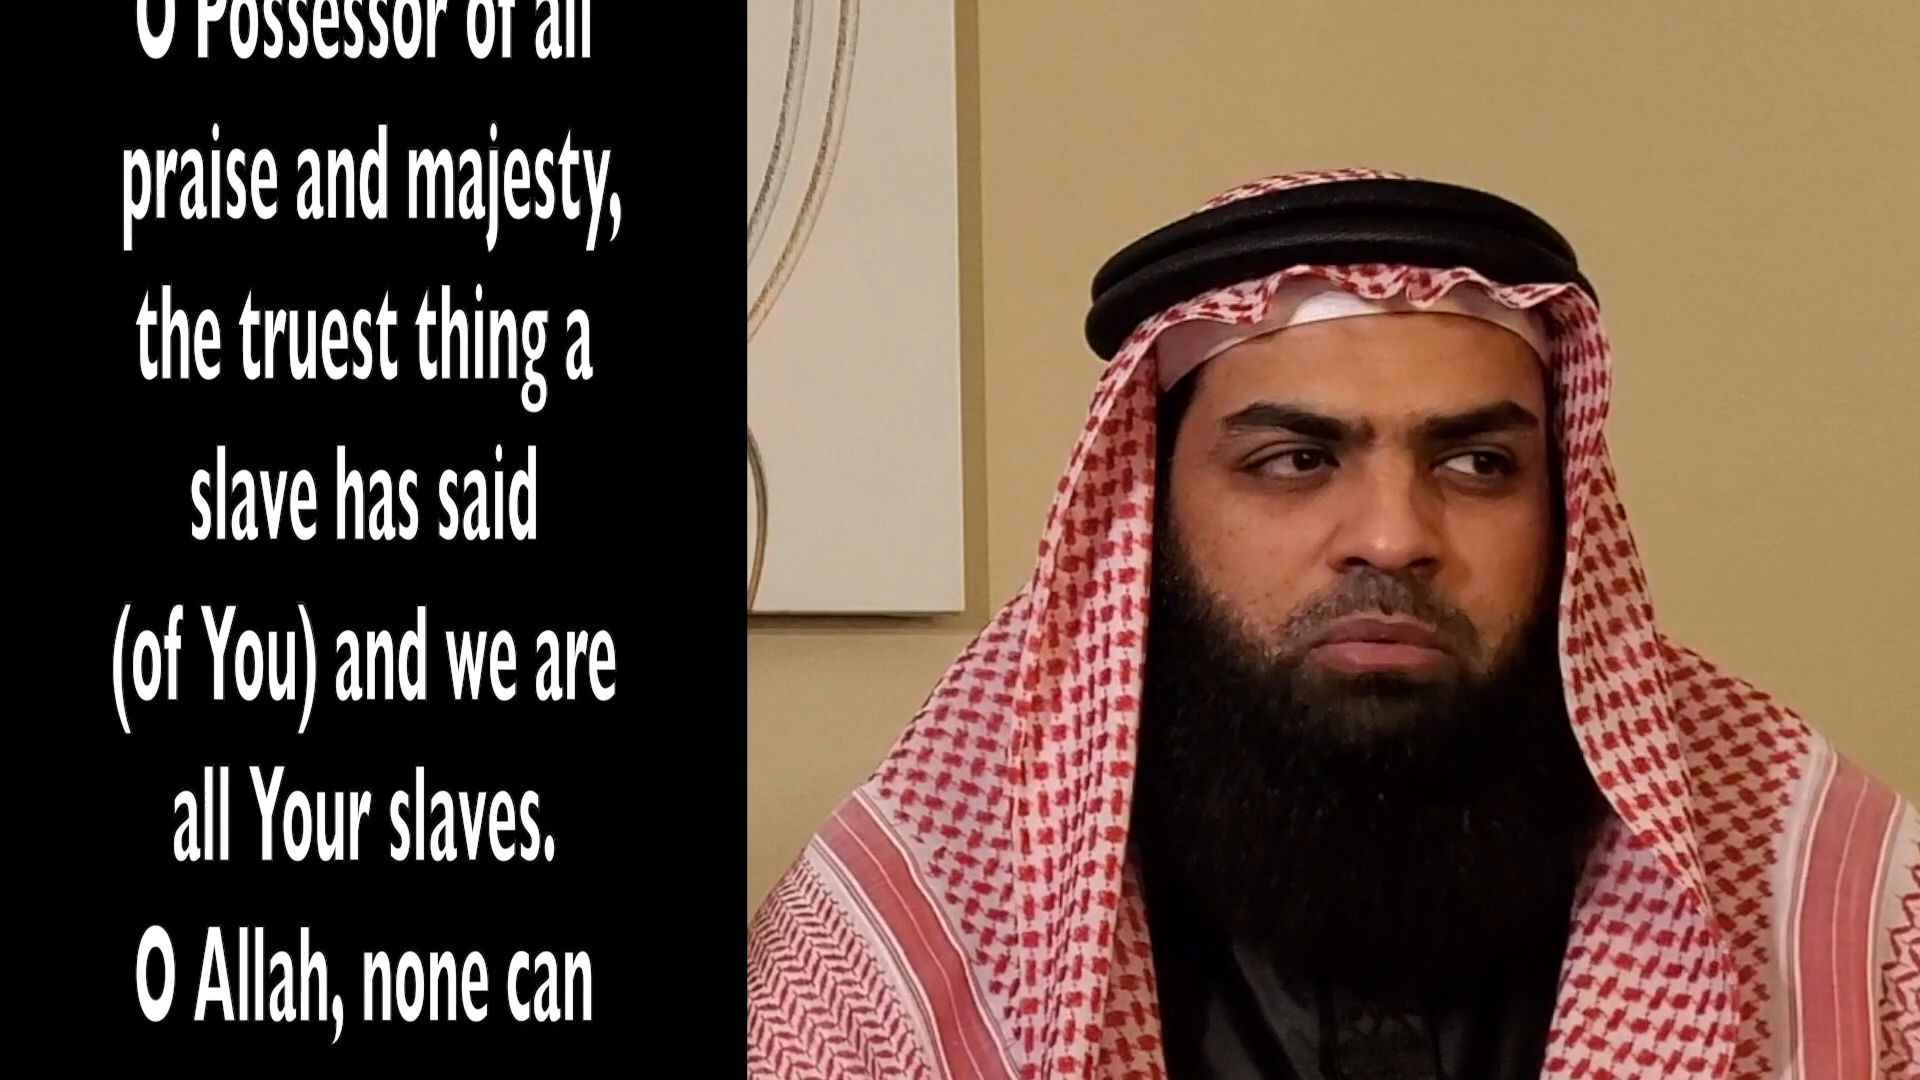 O Possessor of all
praise and majesty,
the truest thing a
slave has said
(of You) and we are
all Your slaves.
O Allah, none can